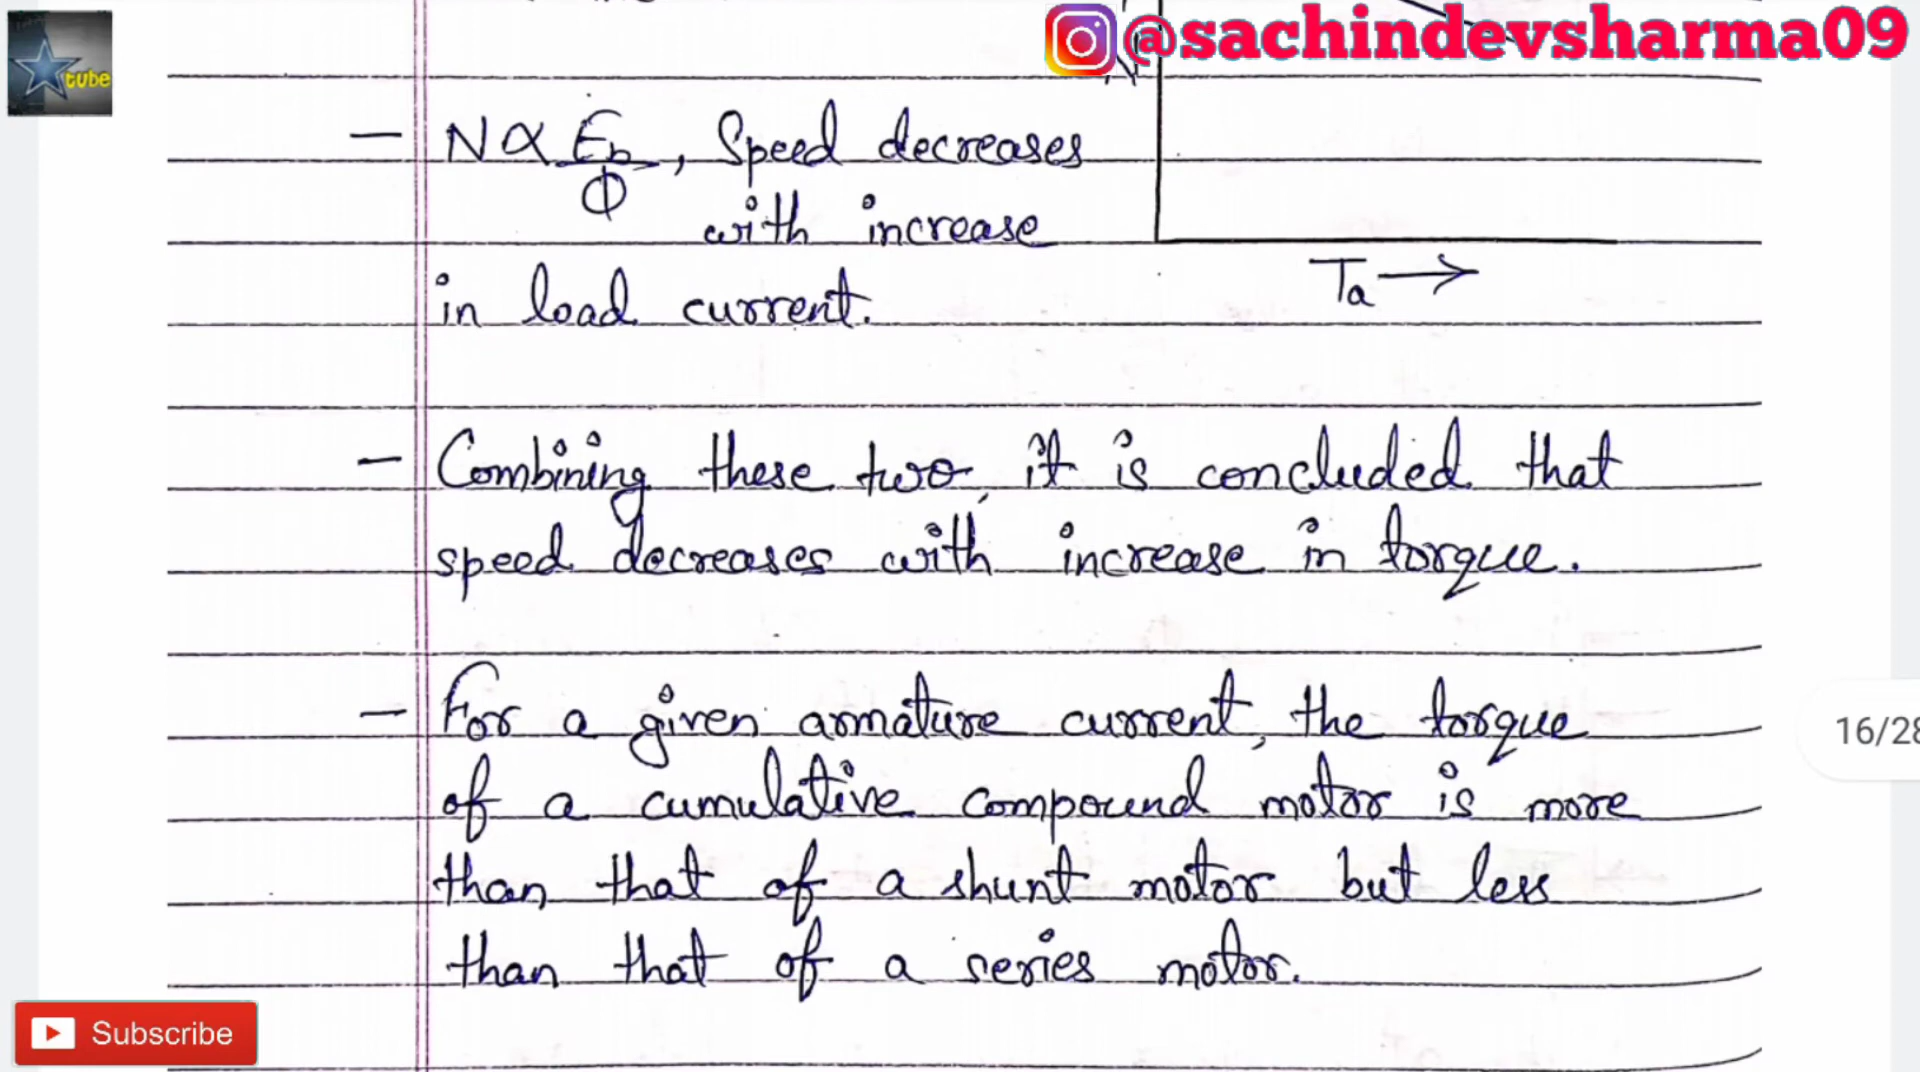 @sachindevsharma09
tube
N
— N ∝ Eb/Φ, Speed decreases
with increase
in load current.
Ta →
— Combining these two, it is concluded that
speed decreases with increase in torque.
— For a given armature current, the torque
of a cumulative compound motor is more
than that of a shunt motor but less
than that of a series motor.
16/28
Subscribe